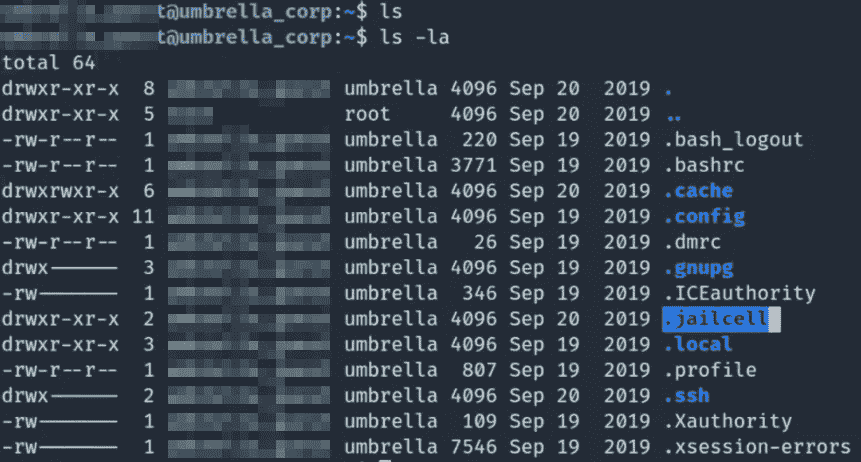 t@umbrella_corp:~$ ls
t@umbrella_corp:~$ ls -la
total 64
drwxr-xr-x 8 umbrella 4096 Sep 20 2019 .
drwxr-xr-x 5 root 4096 Sep 20 2019 ..
-rw-r--r-- 1 umbrella 220 Sep 19 2019 .bash_logout
-rw-r--r-- 1 umbrella 3771 Sep 19 2019 .bashrc
drwxrwxr-x 6 umbrella 4096 Sep 20 2019 .cache
drwxr-xr-x 11 umbrella 4096 Sep 20 2019 .config
-rw-r--r-- 1 umbrella 26 Sep 19 2019 .dmrc
drwx------ 3 umbrella 4096 Sep 19 2019 .gnupg
-rw------- 1 umbrella 346 Sep 19 2019 .ICEauthority
drwxr-xr-x 2 umbrella 4096 Sep 20 2019 .jailcell
drwxr-xr-x 3 umbrella 4096 Sep 19 2019 .local
-rw-r--r-- 1 umbrella 807 Sep 19 2019 .profile
drwx------ 2 umbrella 4096 Sep 20 2019 .ssh
-rw------- 1 umbrella 109 Sep 19 2019 .Xauthority
-rw------- 1 umbrella 7546 Sep 19 2019 .xsession-errors